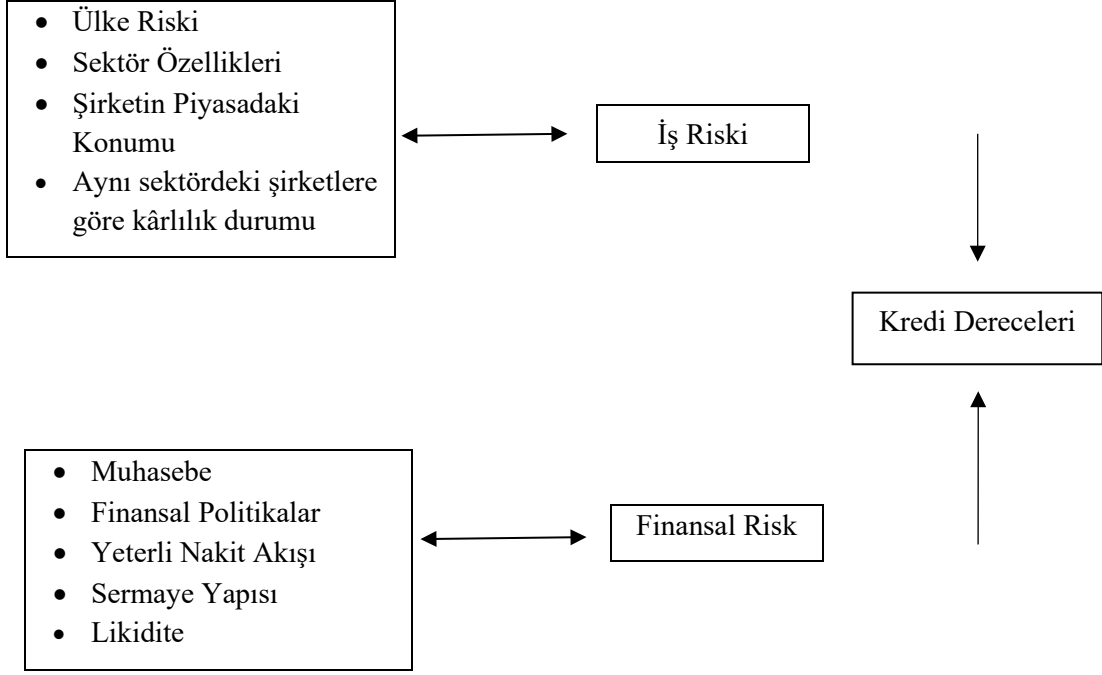 • Ülke Riski
• Sektör Özellikleri
• Şirketin Piyasadaki
Konumu
• Aynı sektördeki şirketlere
göre kârlılık durumu
İş Riski
Kredi Dereceleri
• Muhasebe
• Finansal Politikalar
• Yeterli Nakit Akışı
• Sermaye Yapısı
• Likidite
Finansal Risk